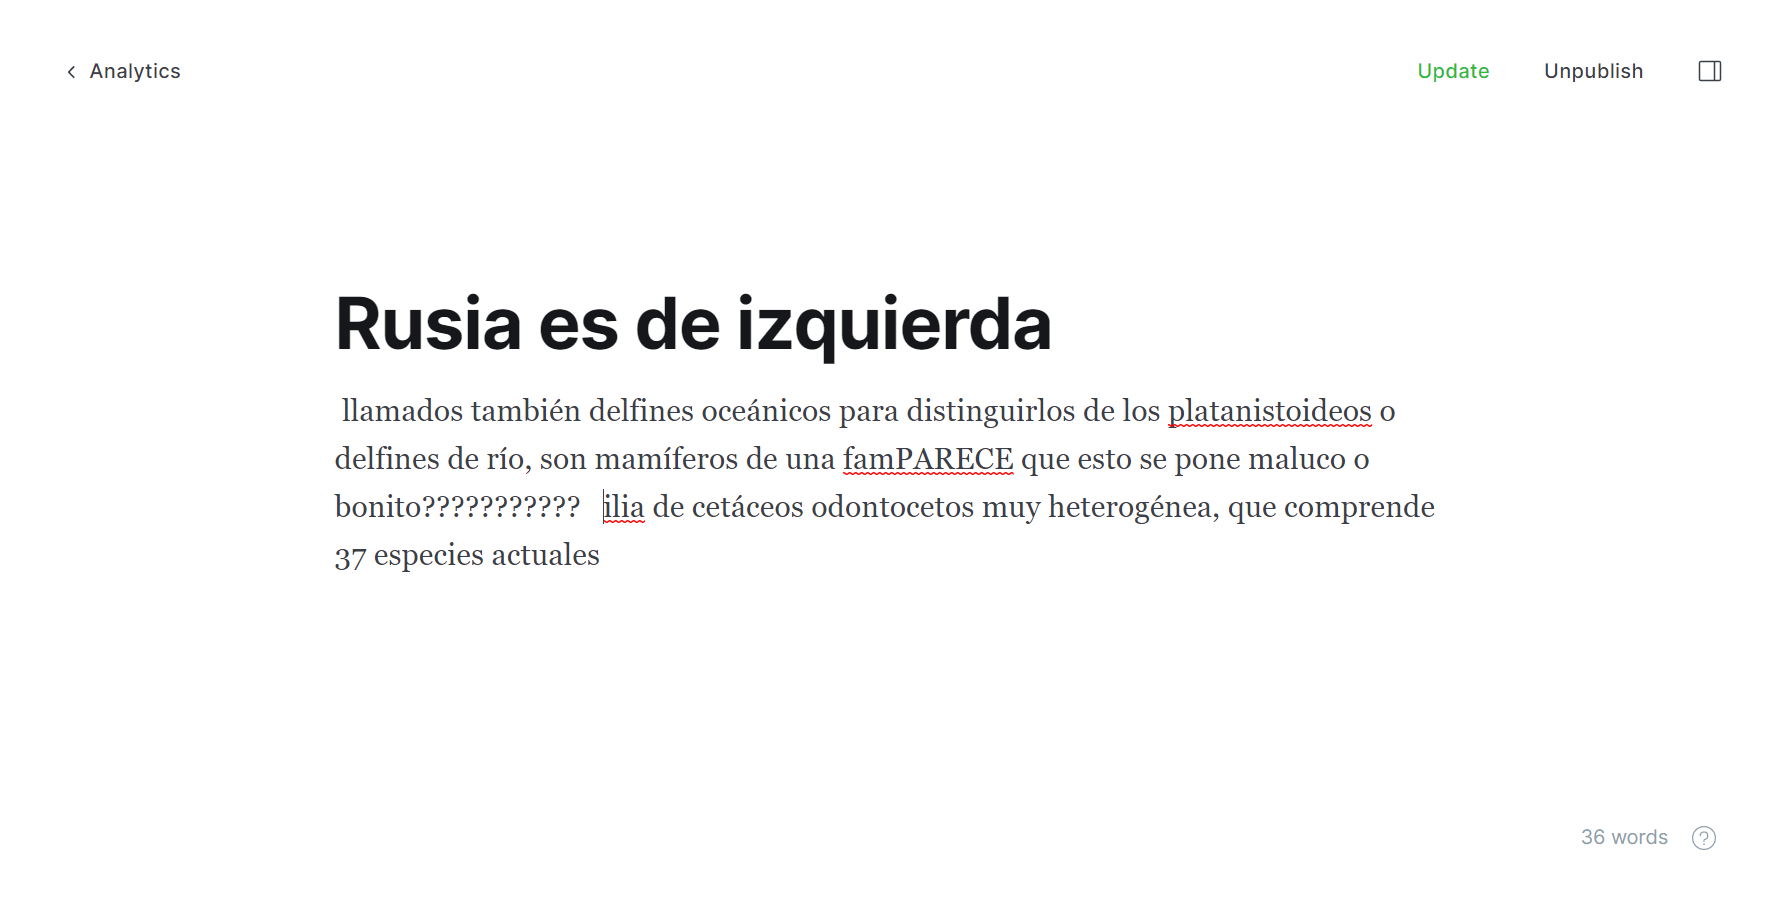 Analytics
Update
Unpublish
Rusia es de izquierda
llamados también delfines oceánicos para distinguirlos de los platanistoideos o
delfines de río, son mamíferos de una famPARECE que esto se pone maluco o
bonito??????????? ilia de cetáceos odontocetos muy heterogénea, que comprende
37 especies actuales
36 words
?